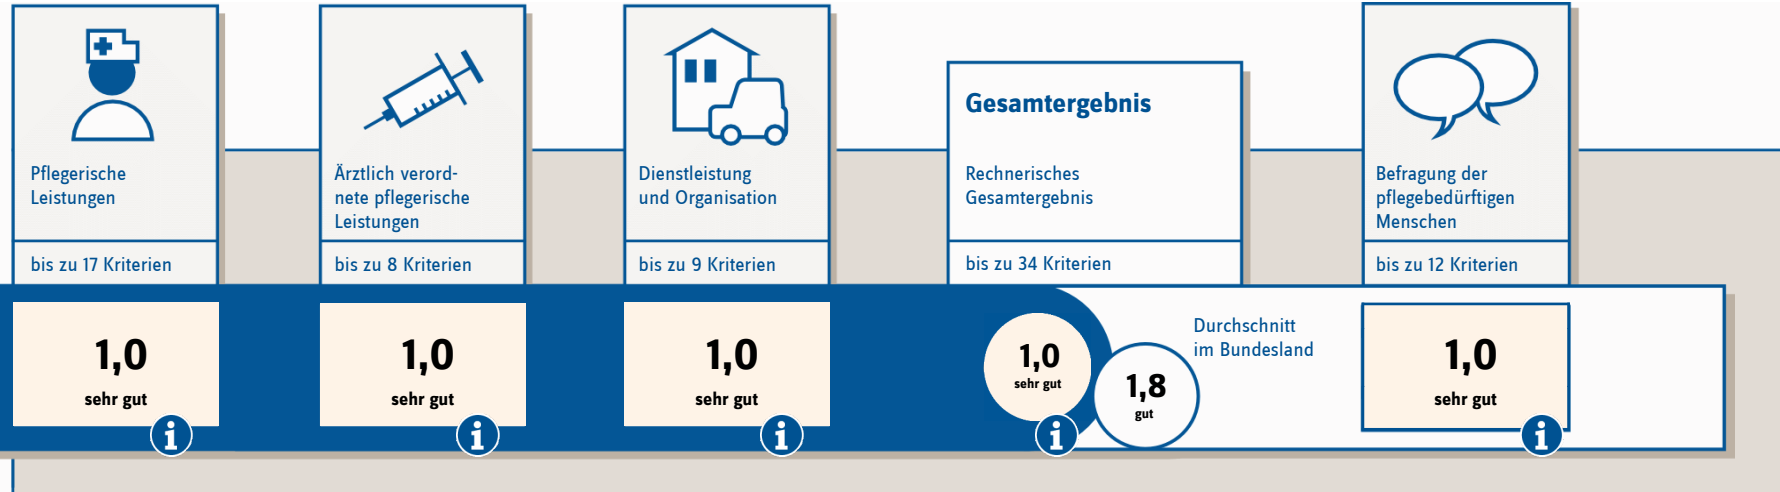 Pflegerische
Leistungen
bis zu 17 Kriterien
1,0
sehr gut
i
Ärztlich verord-
nete pflegerische
Leistungen
bis zu 8 Kriterien
1,0
sehr gut
i
Dienstleistung
und Organisation
bis zu 9 Kriterien
1,0
sehr gut
i
Gesamtergebnis
Rechnerisches
Gesamtergebnis
bis zu 34 Kriterien
1,0
sehr gut
i
1,8
gut
Durchschnitt
im Bundesland
Befragung der
pflegebedürftigen
Menschen
bis zu 12 Kriterien
1,0
sehr gut
i